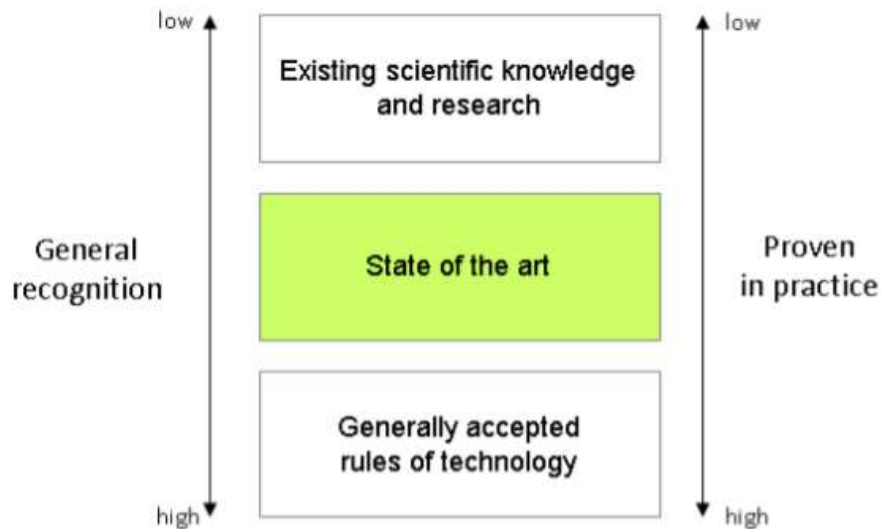 low
low
Existing scientific knowledge
and research
General
recognition
State of the art
Proven
in practice
Generally accepted
rules of technology
high
high